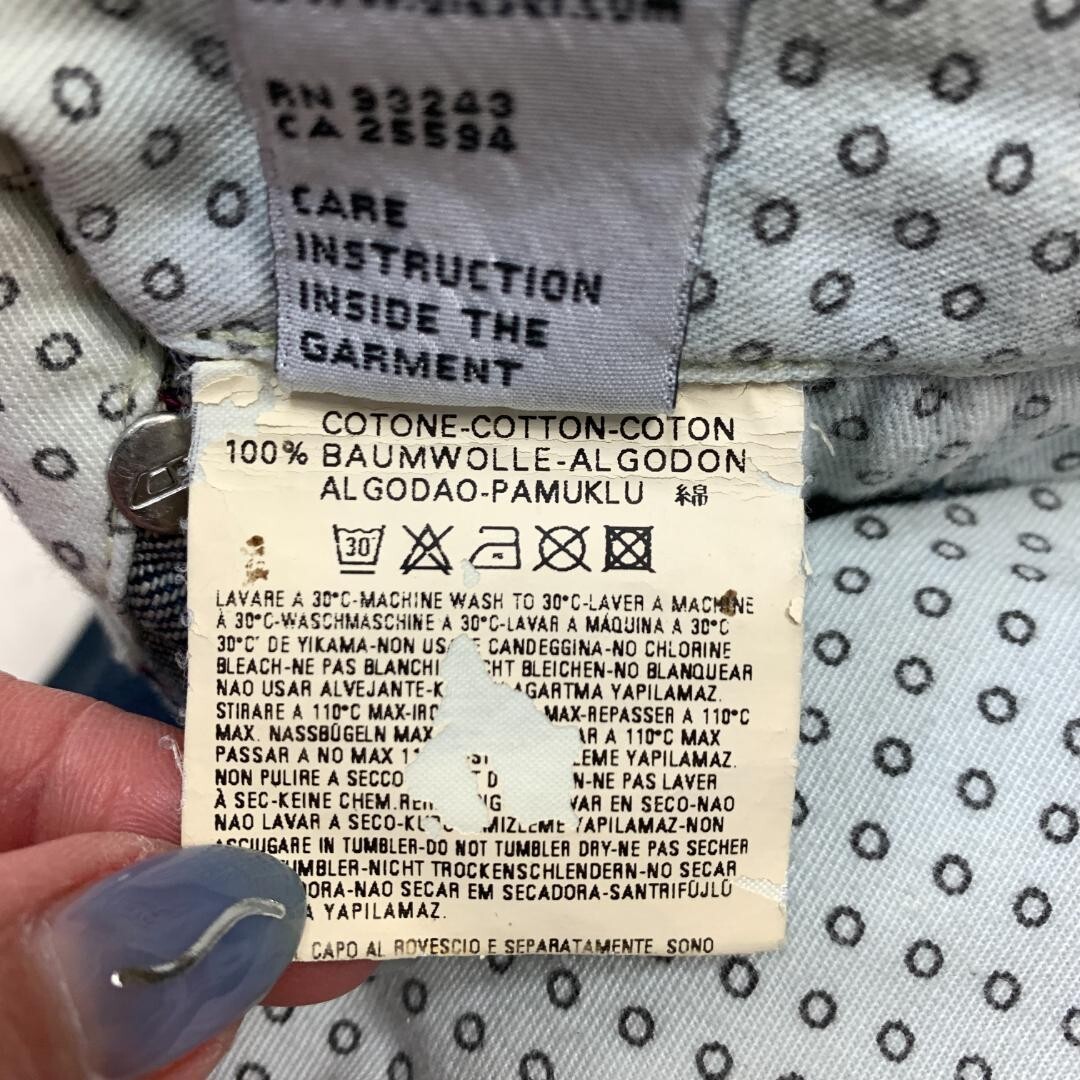 RN 93243
CA 25594
CARE
INSTRUCTION
INSIDE THE
GARMENT
COTONE-COTTON-COTON
100% BAUMWOLLE-ALGODON
ALGODAO-PAMUKLU 綿
30°
LAVARE A 30°C-MACHINE WASH TO 30°C-LAVER A MACHINE
À 30°C-WASCHMASCHINE A 30°C-LAVAR A MÁQUINA A 30°C
30°C' DE YIKAMA-NON USARE CANDEGGINA-NO CHLORINE
BLEACH-NE PAS BLANCHI BLEICHEN-NO BLANQUEAR
NAO USAR ALVEJANTE-K AGARTMA YAPILAMAZ.
STIRARE A 110°C MAX-IRO MAX-REPASSER A 110°C
MAX. NASSBÜGELN MAX AR A 110°C MAX
PASSAR A NO MAX 11 LEME YAPILAMAZ.
NON PULIRE A SECCO N-NE PAS LAVER
À SEC-KEINE CHEM. VAR EN SECO-NAO
NAO LAVAR A SECO-KURU MIZLEME YAPILAMAZ-NON
ASCIUGARE IN TUMBLER-DO NOT TUMBLER DRY-NE PAS SECHER
UMBLER-NICHT TROCKENSCHLENDERN-NO SECAR
DORA-NAO SECAR EM SECADORA-SANTRIFÜJLÜ
A YAPILAMAZ.
CAPO AL ROVESCIO E SEPARATAMENTE. SONO